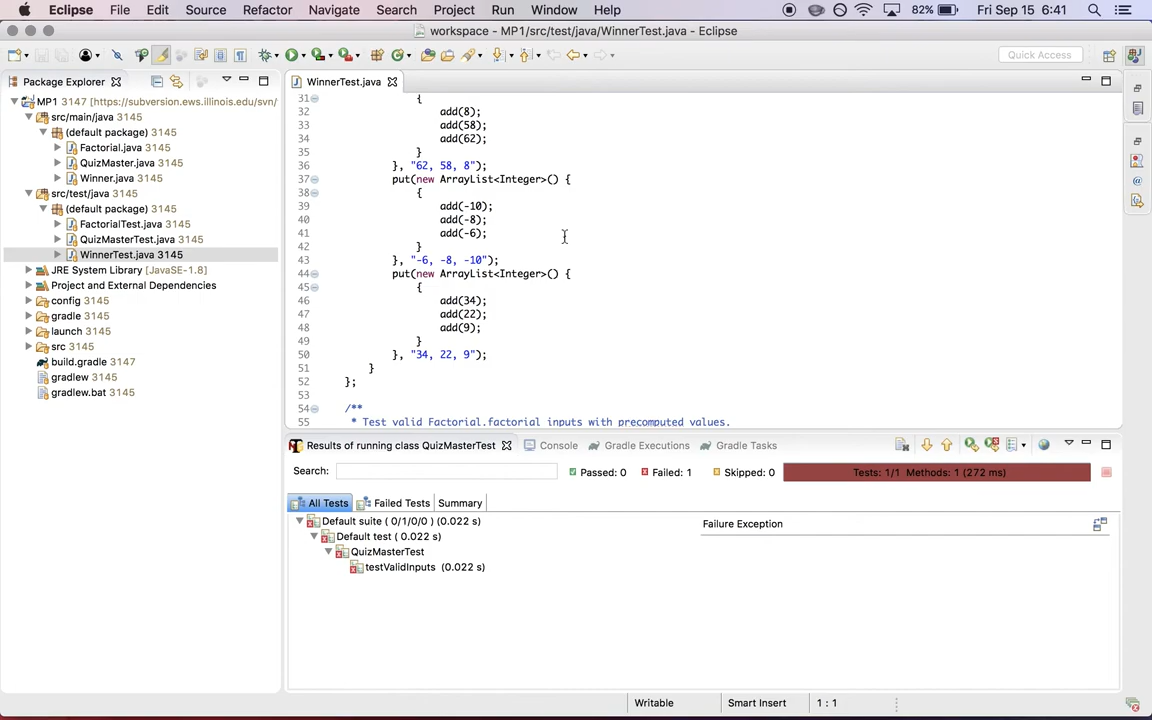 Eclipse File Edit Source Refactor Navigate Search Project Run Window Help 82% Fri Sep 15 6:41
workspace - MP1/src/test/java/WinnerTest.java - Eclipse
Quick Access
Package Explorer
MP1 3147 [https://subversion.ews.illinois.edu/svn/
src/main/java 3145
(default package) 3145
Factorial.java 3145
QuizMaster.java 3145
Winner.java 3145
src/test/java 3145
(default package) 3145
FactorialTest.java 3145
QuizMasterTest.java 3145
WinnerTest.java 3145
JRE System Library [JavaSE-1.8]
Project and External Dependencies
config 3145
gradle 3145
launch 3145
src 3145
build.gradle 3147
gradlew 3145
gradlew.bat 3145
WinnerTest.java
31 {
32 add(8);
33 add(58);
34 add(62);
35 }
36 }, "62, 58, 8");
37 put(new ArrayList<Integer>() {
38 {
39 add(-10);
40 add(-8);
41 add(-6);
42 }
43 }, "-6, -8, -10");
44 put(new ArrayList<Integer>() {
45 {
46 add(34);
47 add(22);
48 add(9);
49 }
50 }, "34, 22, 9");
51 }
52 };
53
54 /**
55 * Test valid Factorial.factorial inputs with precomputed values.
Results of running class QuizMasterTest Console Gradle Executions Gradle Tasks
Search: Passed: 0 Failed: 1 Skipped: 0 Tests: 1/1 Methods: 1 (272 ms)
All Tests Failed Tests Summary
Default suite ( 0/1/0/0 ) (0.022 s)
Default test ( 0.022 s)
QuizMasterTest
testValidInputs (0.022 s)
Failure Exception
Writable Smart Insert 1 : 1